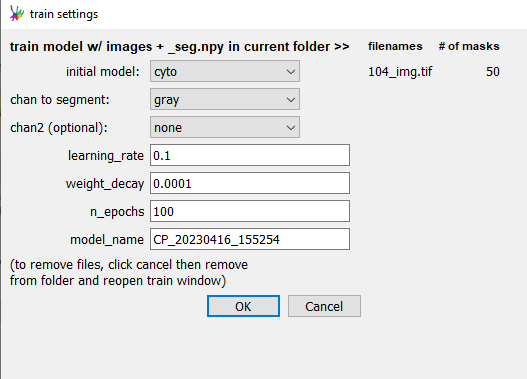 train settings
train model w/ images + _seg.npy in current folder >> filenames # of masks
initial model: cyto 104_img.tif 50
chan to segment: gray
chan2 (optional): none
learning_rate 0.1
weight_decay 0.0001
n_epochs 100
model_name CP_20230416_155254
(to remove files, click cancel then remove
from folder and reopen train window)
OK Cancel